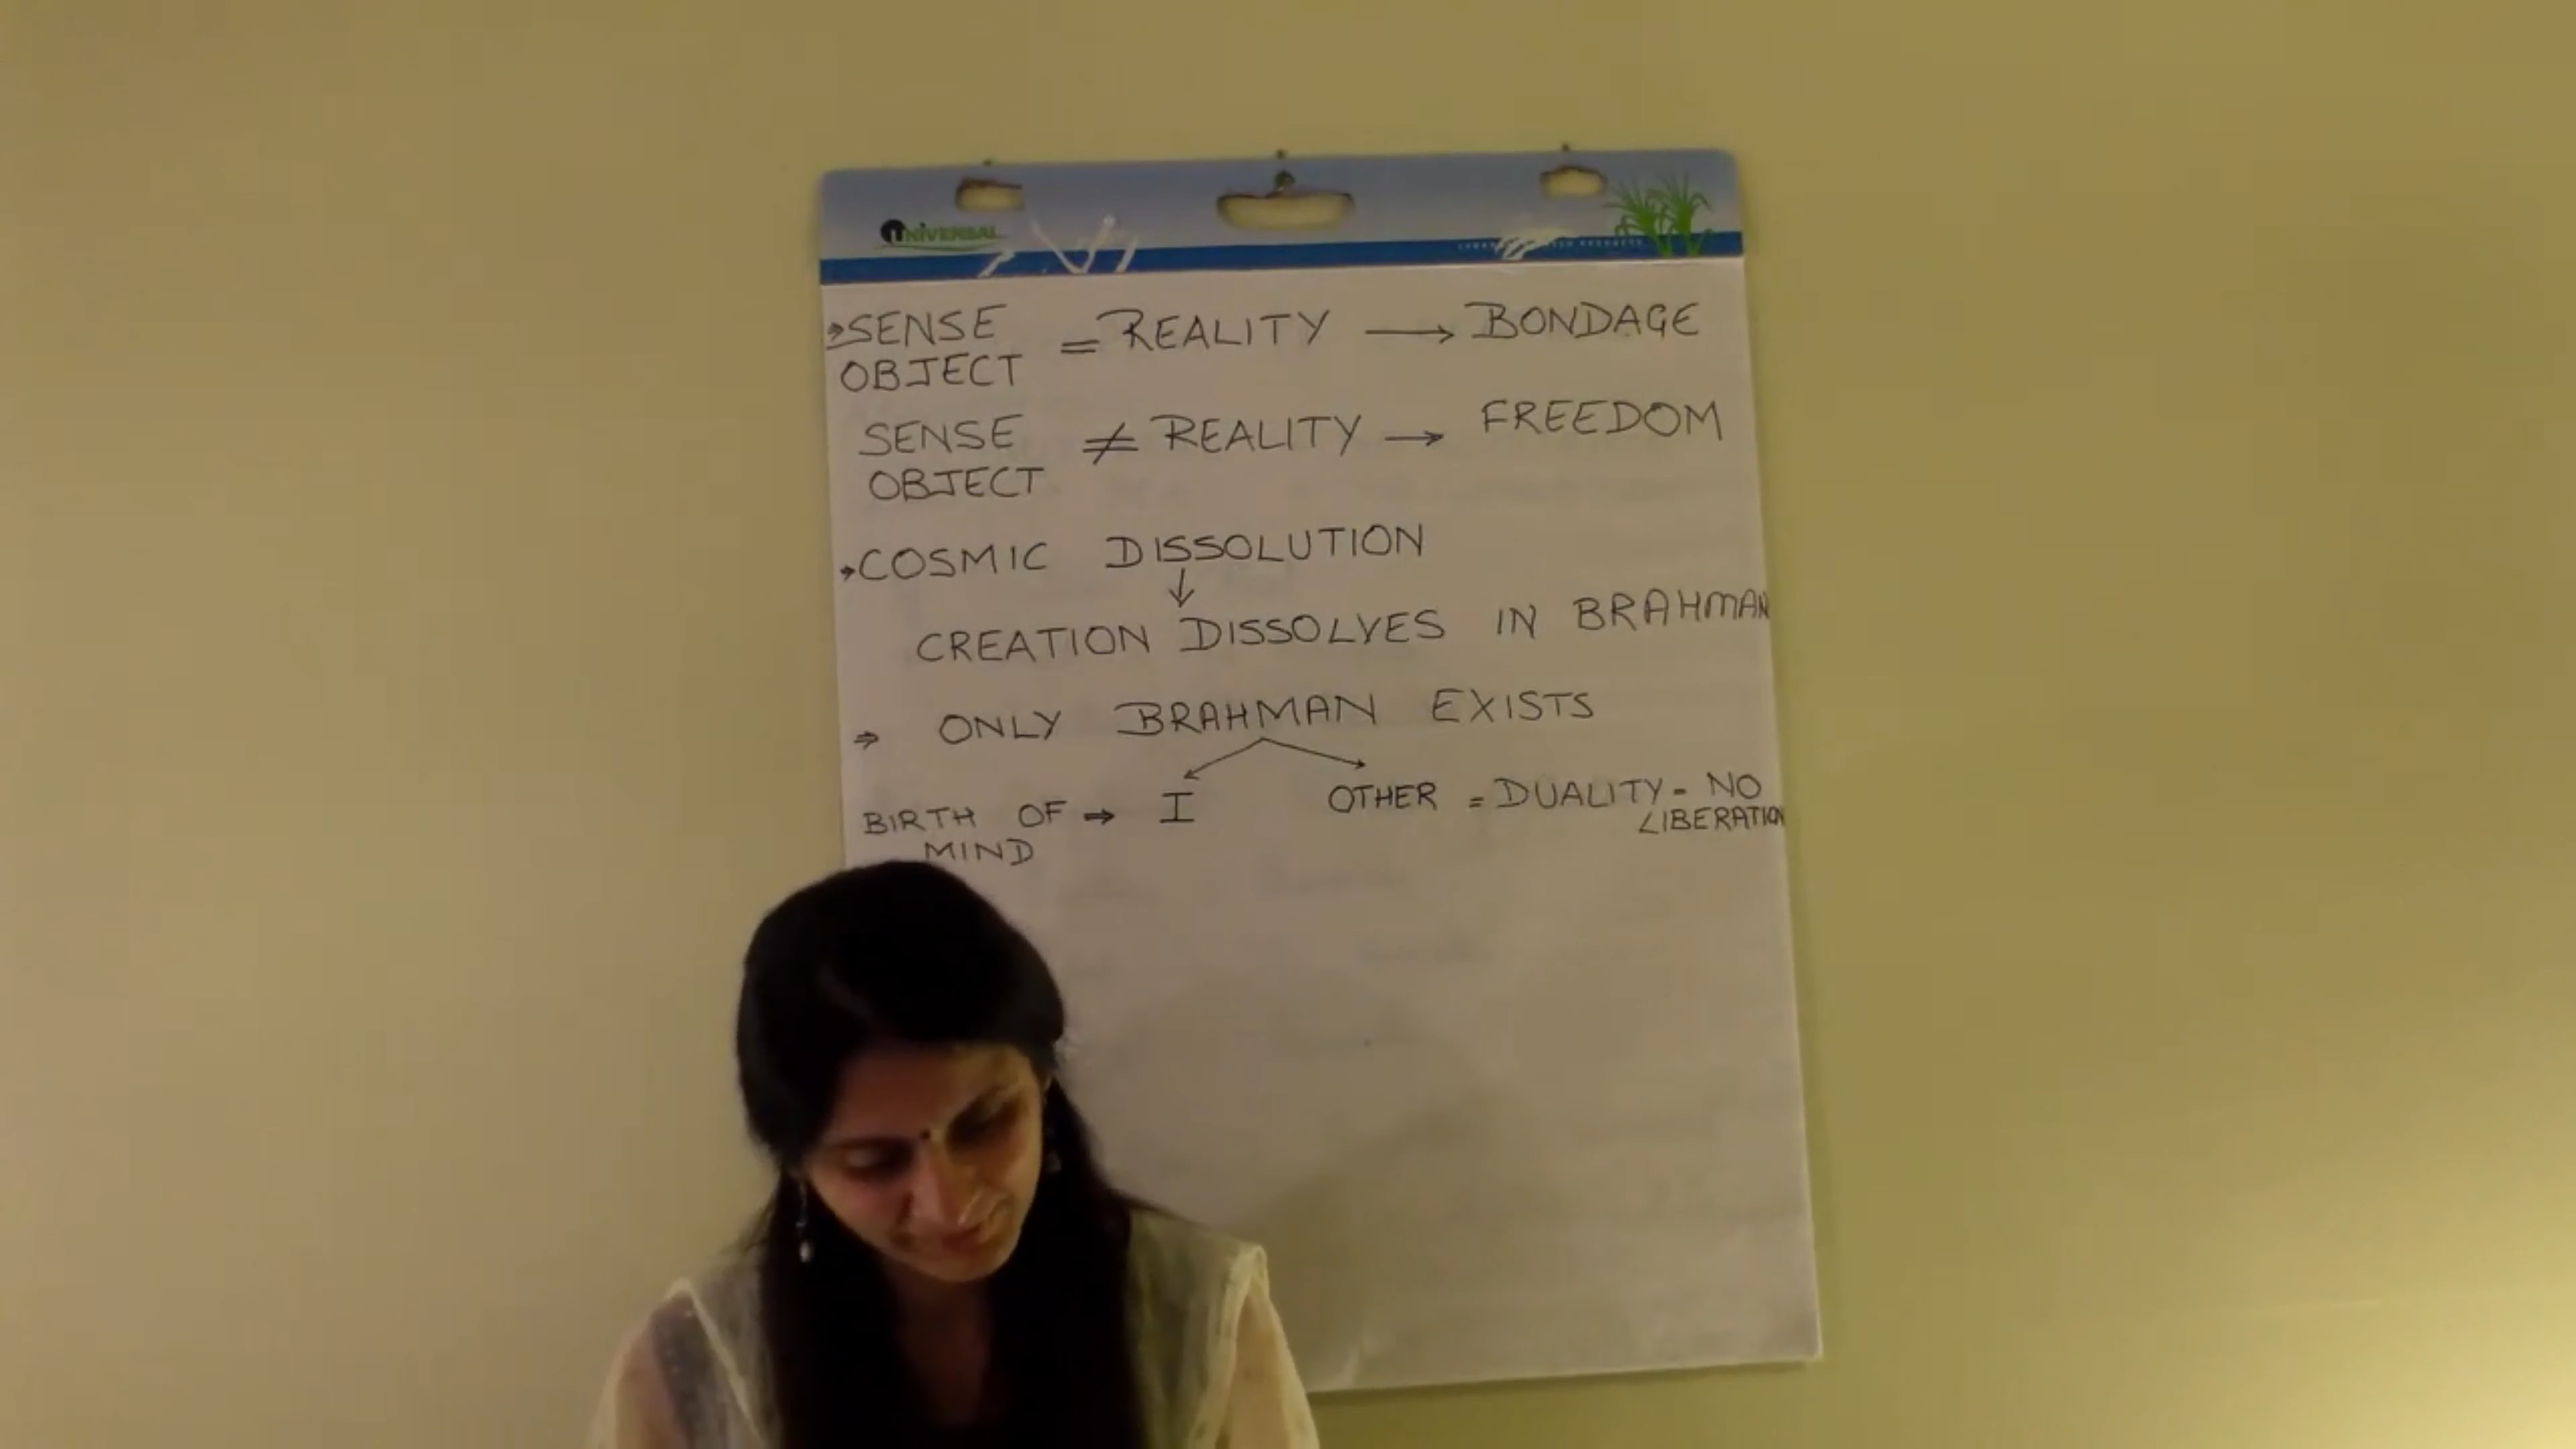 UNIVERSAL
→SENSE = REALITY → BONDAGE
OBJECT
SENSE ≠ REALITY → FREEDOM
OBJECT
→COSMIC DISSOLUTION
↓
CREATION DISSOLVES IN BRAHMAN
⇒ ONLY BRAHMAN EXISTS
BIRTH OF ⇒ I OTHER = DUALITY = NO
MIND LIBERATION